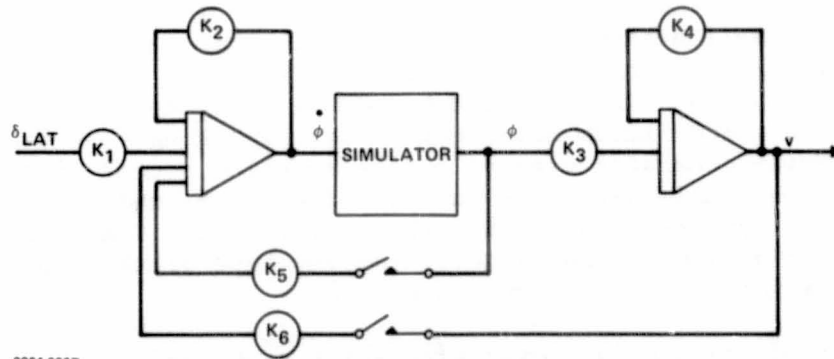 K2
K4
δLAT
K1
φ̇
SIMULATOR
φ
K3
v
K5
K6